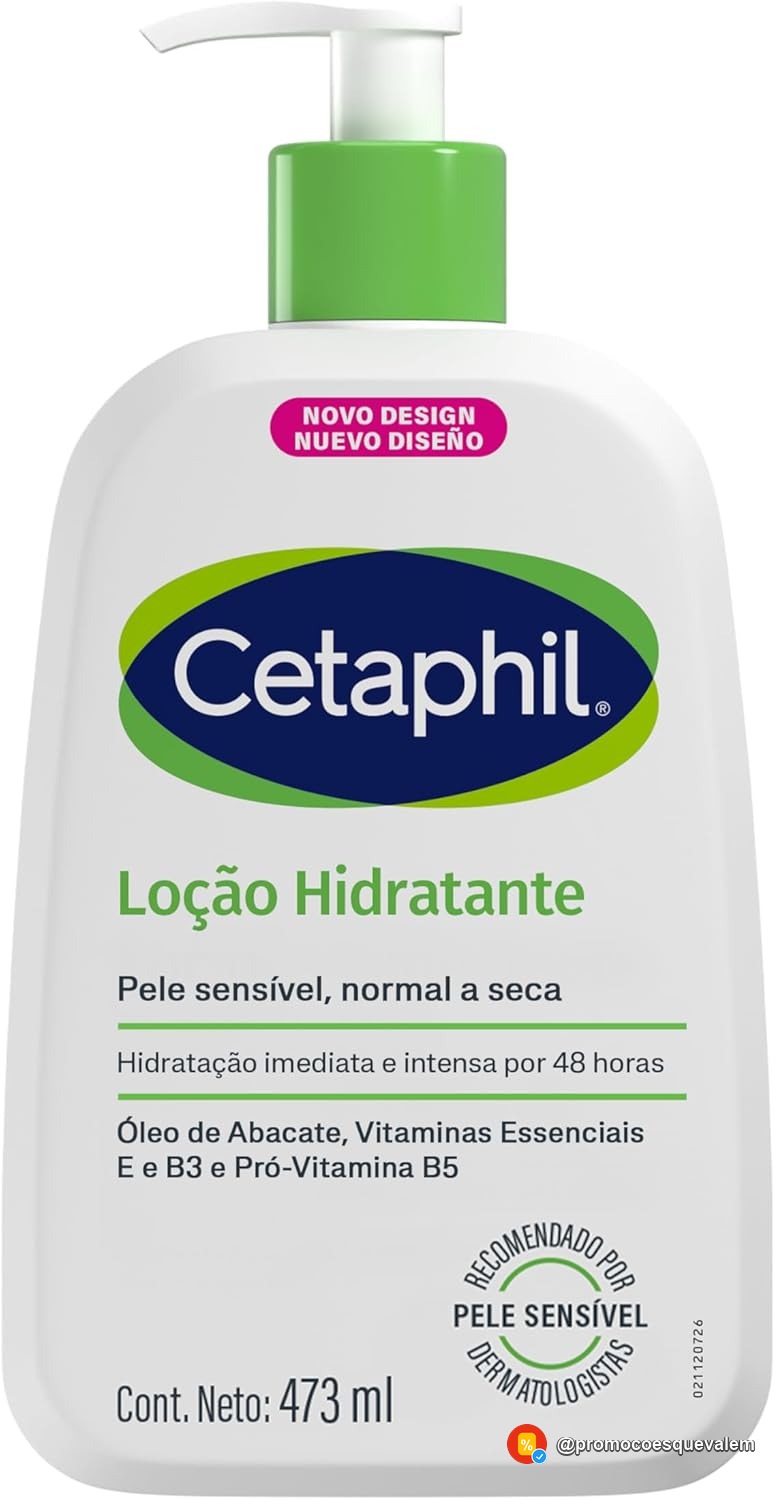 NOVO DESIGN
NUEVO DISEÑO
Cetaphil®
Loção Hidratante
Pele sensível, normal a seca
Hidratação imediata e intensa por 48 horas
Óleo de Abacate, Vitaminas Essenciais
E e B3 e Pró-Vitamina B5
RECOMENDADO POR
PELE SENSÍVEL
DERMATOLOGISTAS
021120726
Cont. Neto: 473 ml
%
@promocoesquevalem